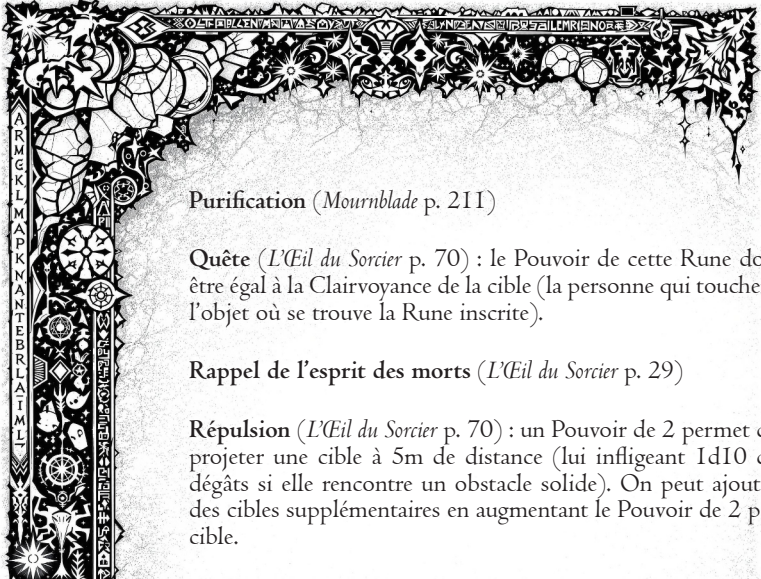 Purification (Mournblade p. 211)
Quête (L'Œil du Sorcier p. 70) : le Pouvoir de cette Rune
être égal à la Clairvoyance de la cible (la personne qui
l'objet où se trouve la Rune inscrite).
Rappel de l'esprit des morts (L'Œil du Sorcier p. 29)
Répulsion (L'Œil du Sorcier p. 70) : un Pouvoir de 2 permet
projeter une cible à 5m de distance (lui infligeant 1d10
dégâts si elle rencontre un obstacle solide). On peut
des cibles supplémentaires en augmentant le Pouvoir de 2
cible.